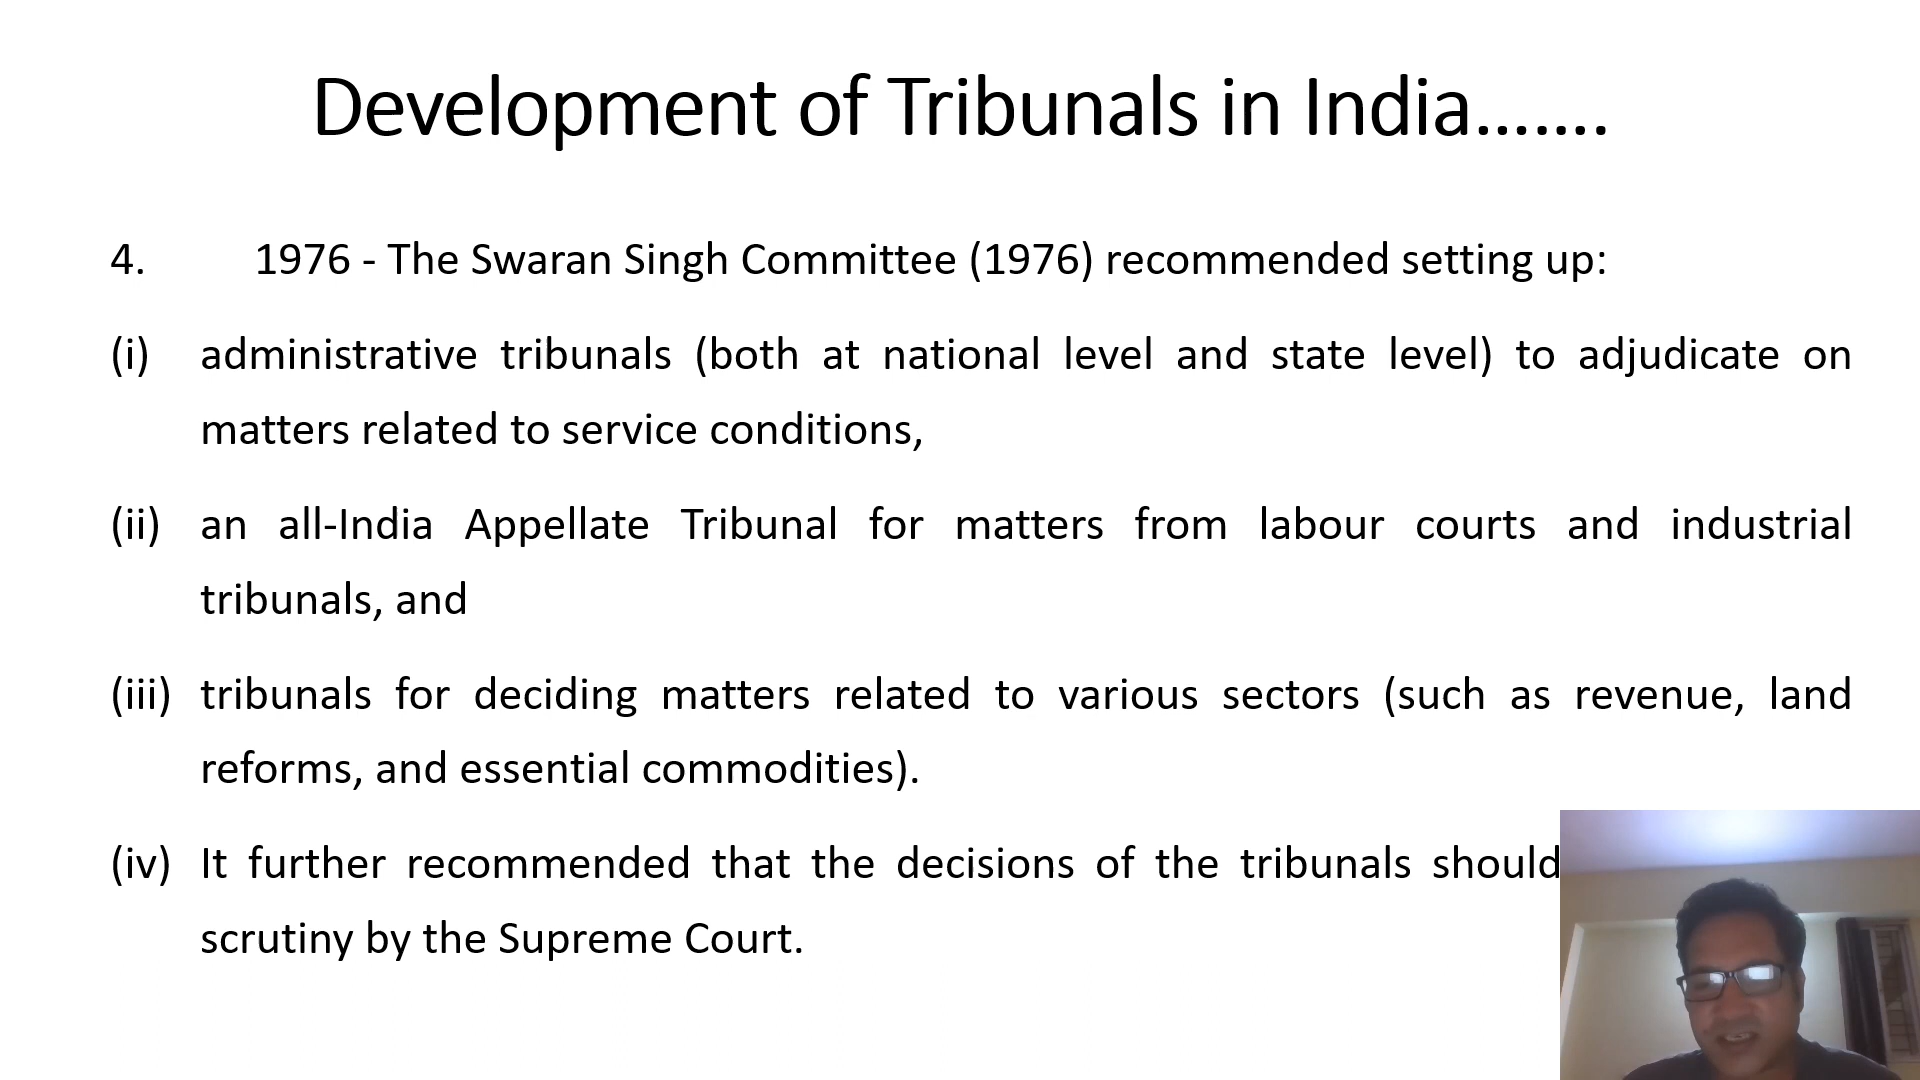 Development of Tribunals in India…….
4. 1976 - The Swaran Singh Committee (1976) recommended setting up:
(i) administrative tribunals (both at national level and state level) to adjudicate on
matters related to service conditions,
(ii) an all-India Appellate Tribunal for matters from labour courts and industrial
tribunals, and
(iii) tribunals for deciding matters related to various sectors (such as revenue, land
reforms, and essential commodities).
(iv) It further recommended that the decisions of the tribunals should
scrutiny by the Supreme Court.